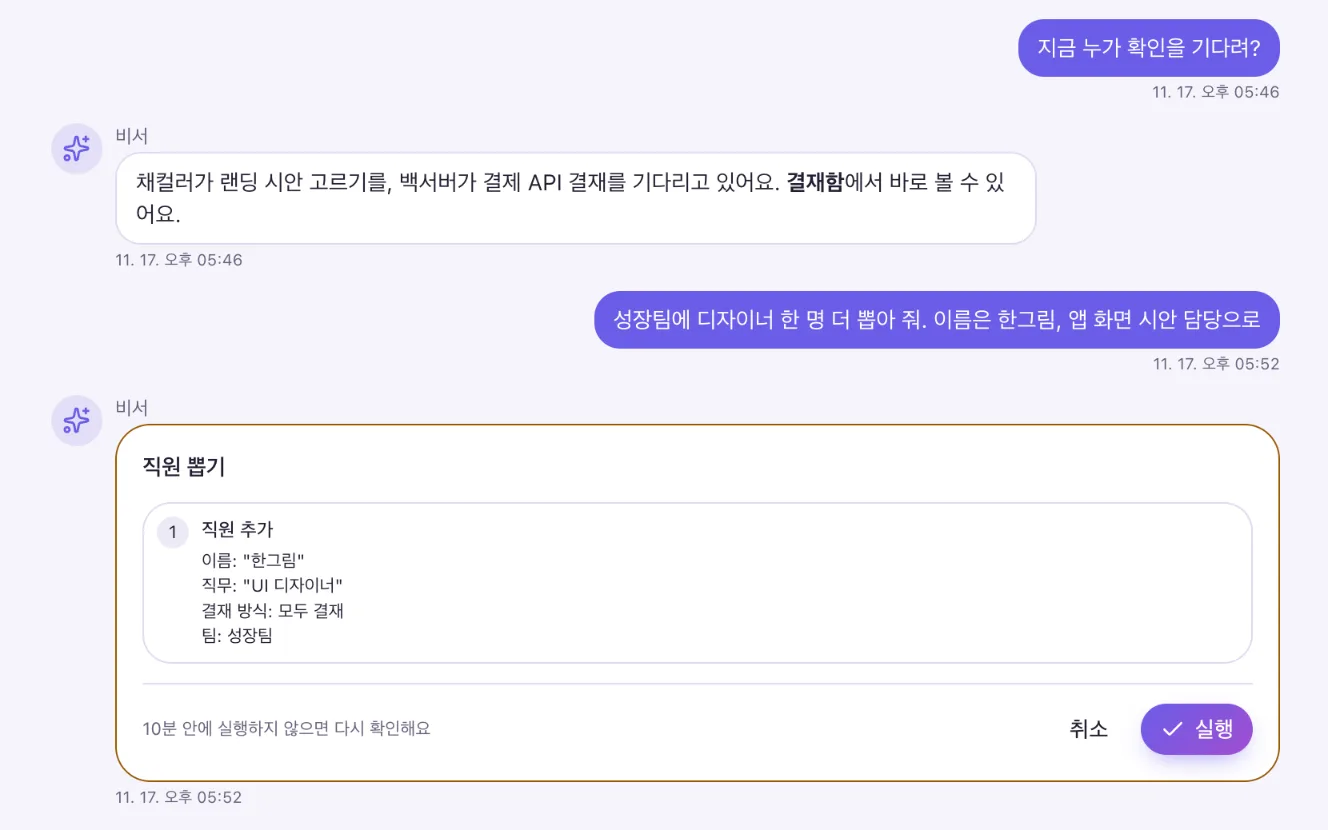 지금 누가 확인을 기다려?
11. 17. 오후 05:46
비서
채컬러가 랜딩 시안 고르기를, 백서버가 결제 API 결재를 기다리고 있어요. 결재함에서 바로 볼 수 있
어요.
11. 17. 오후 05:46
성장팀에 디자이너 한 명 더 뽑아 줘. 이름은 한그림, 앱 화면 시안 담당으로
11. 17. 오후 05:52
비서
직원 뽑기
1 직원 추가
이름: "한그림"
직무: "UI 디자이너"
결재 방식: 모두 결재
팀: 성장팀
10분 안에 실행하지 않으면 다시 확인해요 취소 실행
11. 17. 오후 05:52